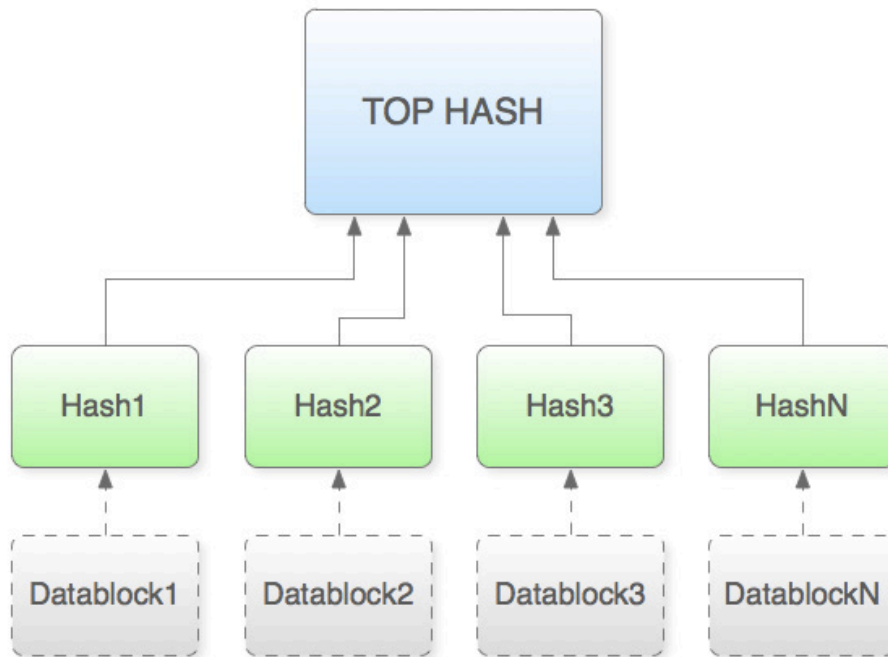 TOP HASH
Hash1
Hash2
Hash3
HashN
Datablock1
Datablock2
Datablock3
DatablockN